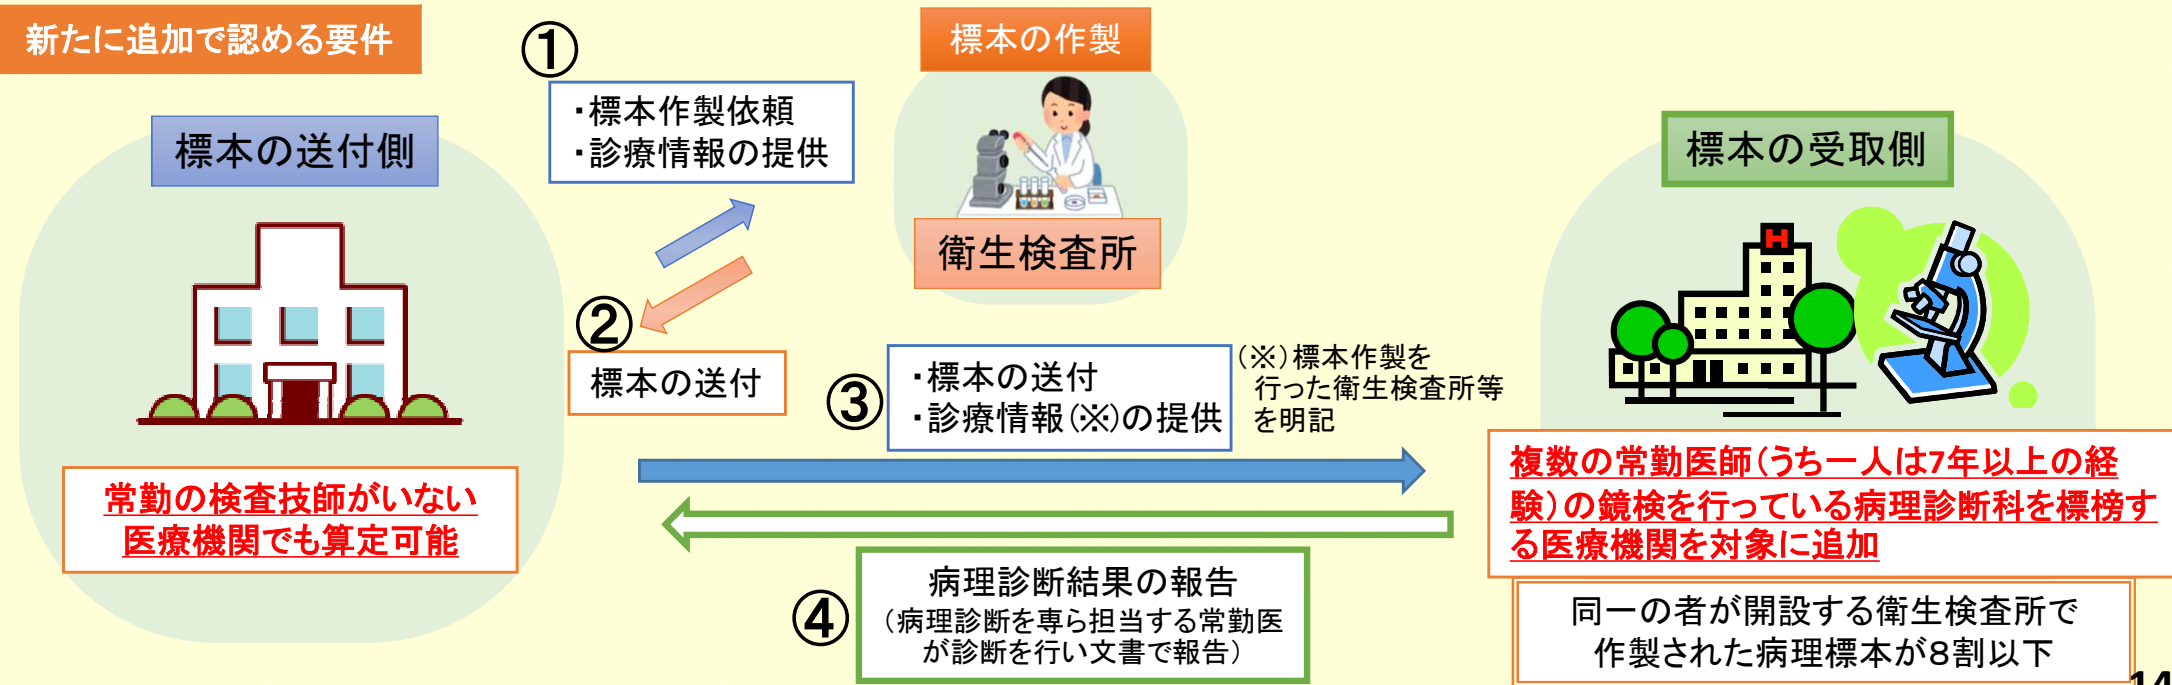 新たに追加で認める要件
①
・標本作製依頼
・診療情報の提供
標本の作製
衛生検査所
標本の送付側
標本の受取側
H
②
標本の送付
③
・標本の送付
・診療情報(※)の提供
(※)標本作製を
行った衛生検査所等
を明記
常勤の検査技師がいない
医療機関でも算定可能
複数の常勤医師(うち一人は7年以上の経
験)の鏡検を行っている病理診断科を標榜す
る医療機関を対象に追加
④
病理診断結果の報告
(病理診断を専ら担当する常勤医
が診断を行い文書で報告)
同一の者が開設する衛生検査所で
作製された病理標本が8割以下
14